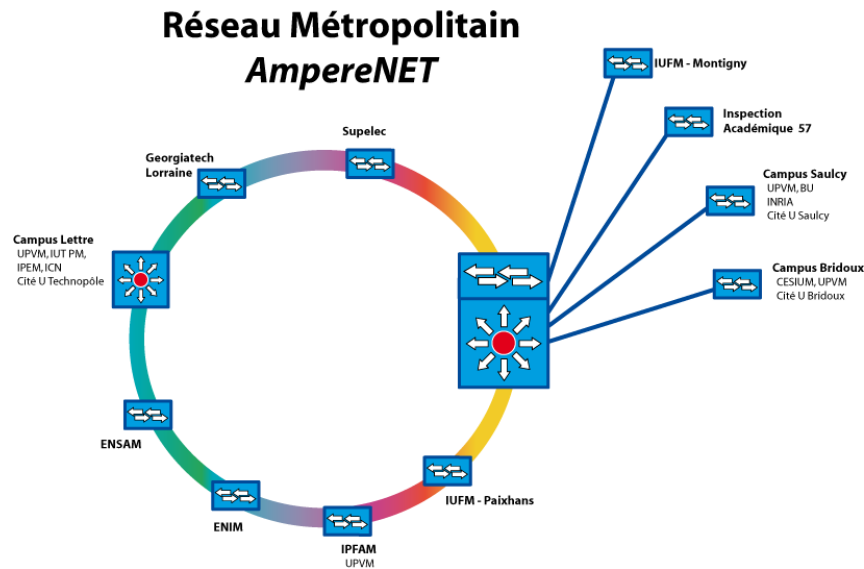 Réseau Métropolitain
AmpereNET
IUFM - Montigny
Inspection
Académique 57
Supelec
Georgiatech
Lorraine
Campus Saulcy
UPVM, BU
INRIA
Cité U Saulcy
Campus Lettre
UPVM, IUT PM,
IPEM, ICN
Cité U Technopôle
Campus Bridoux
CESIUM, UPVM
Cité U Bridoux
ENSAM
IUFM - Paixhans
ENIM
IPFAM
UPVM